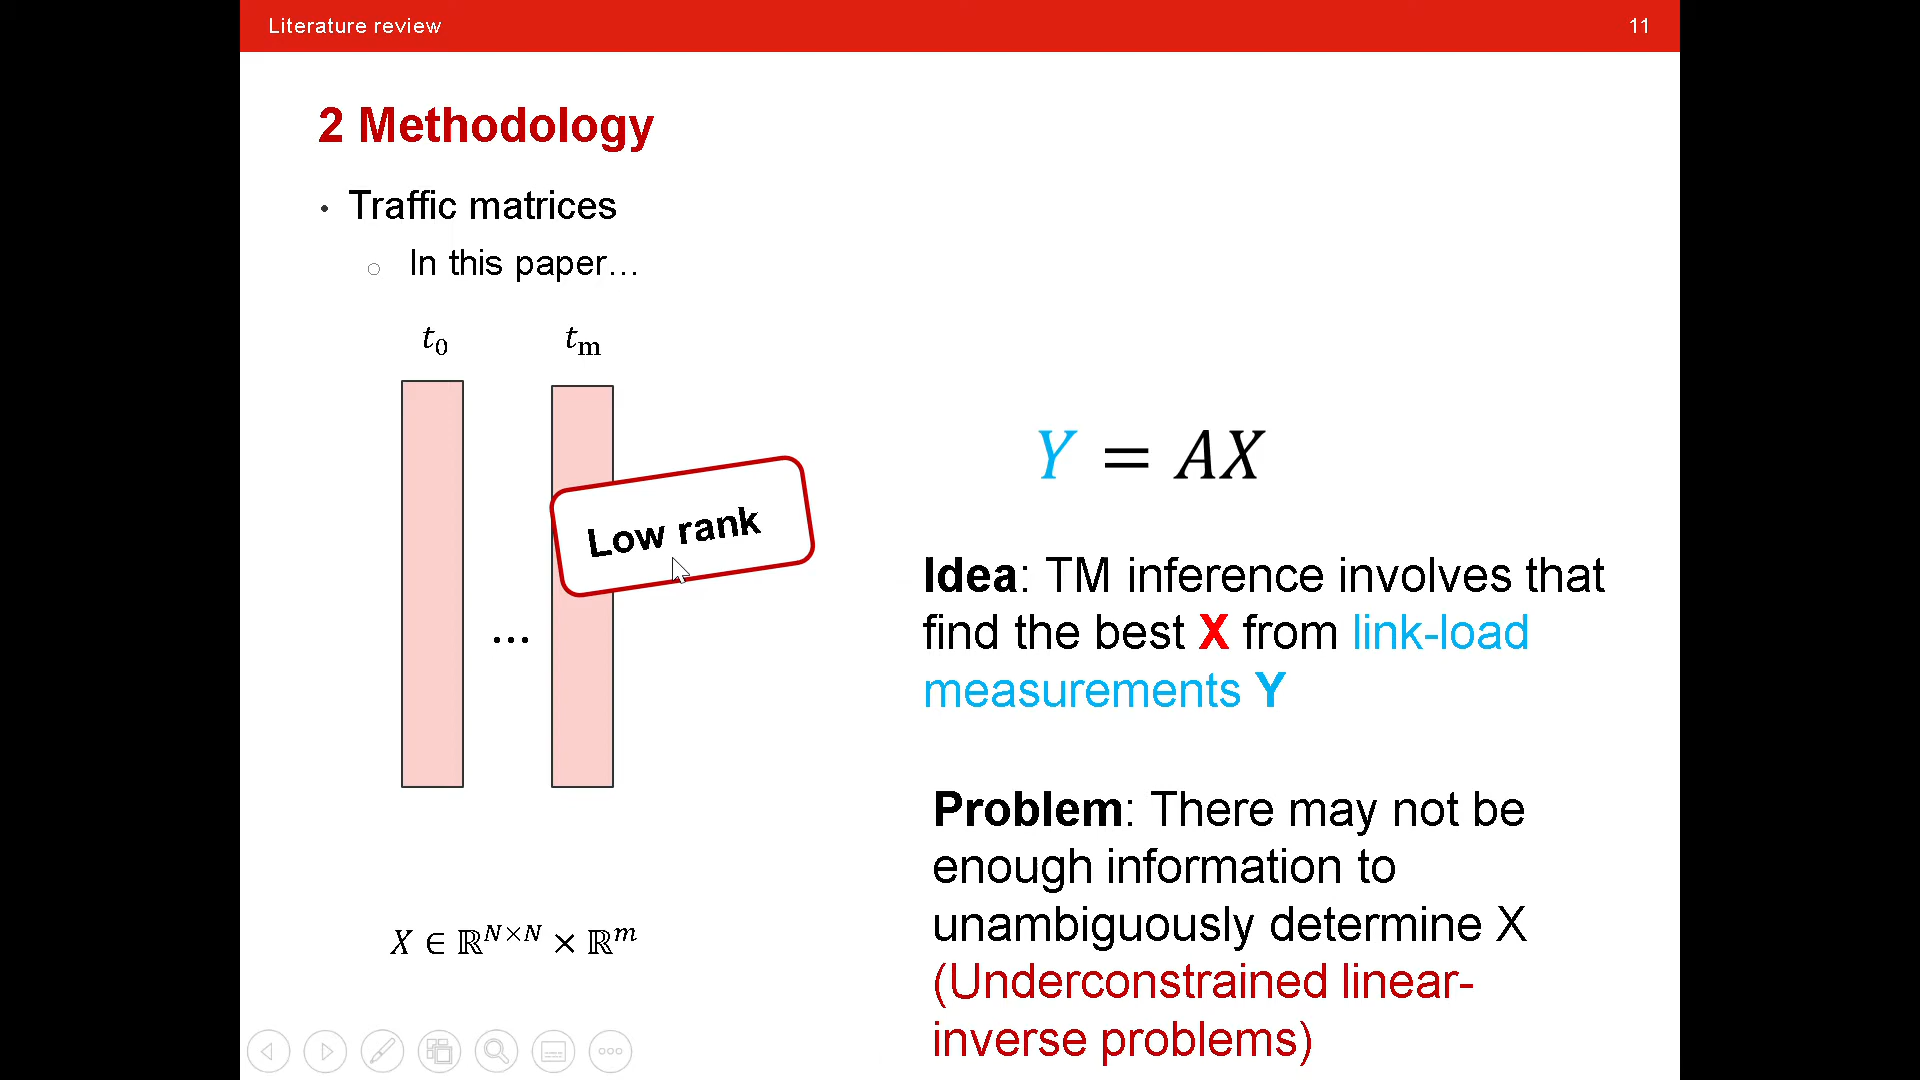 Literature review
11
2 Methodology
• Traffic matrices
○ In this paper…
t₀
tₘ
Low rank
...
X ∈ ℝᴺˣᴺ × ℝᵐ
Y = AX
Idea: TM inference involves that
find the best X from link-load
measurements Y
Problem: There may not be
enough information to
unambiguously determine X
(Underconstrained linear-
inverse problems)